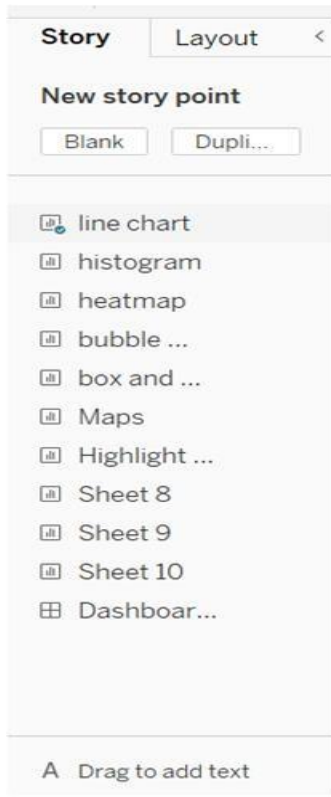 Story Layout <
New story point
Blank Dupli...
line chart
histogram
heatmap
bubble ...
box and ...
Maps
Highlight ...
Sheet 8
Sheet 9
Sheet 10
Dashboar...
A Drag to add text